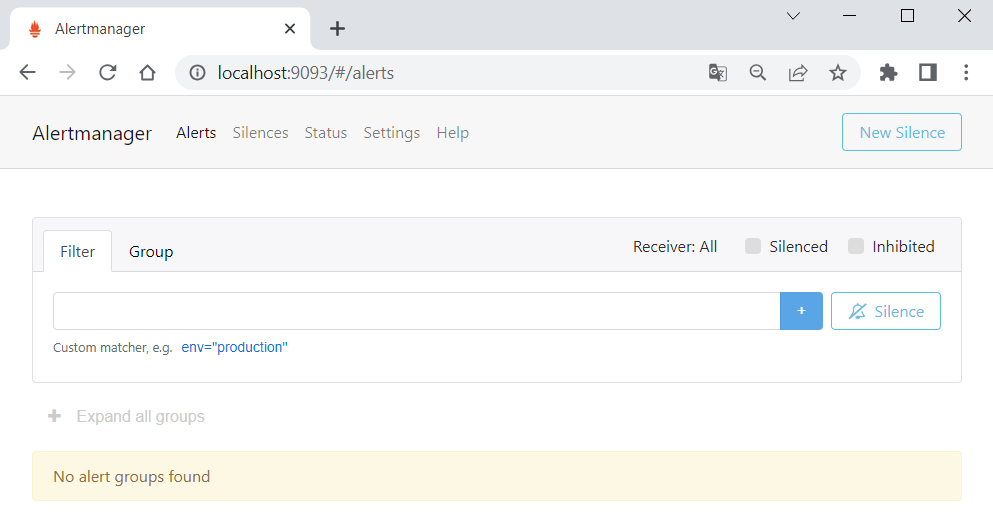 Alertmanager
localhost:9093/#/alerts
Alertmanager Alerts Silences Status Settings Help New Silence
Filter Group Receiver: All Silenced Inhibited
+ Silence
Custom matcher, e.g. env="production"
+ Expand all groups
No alert groups found